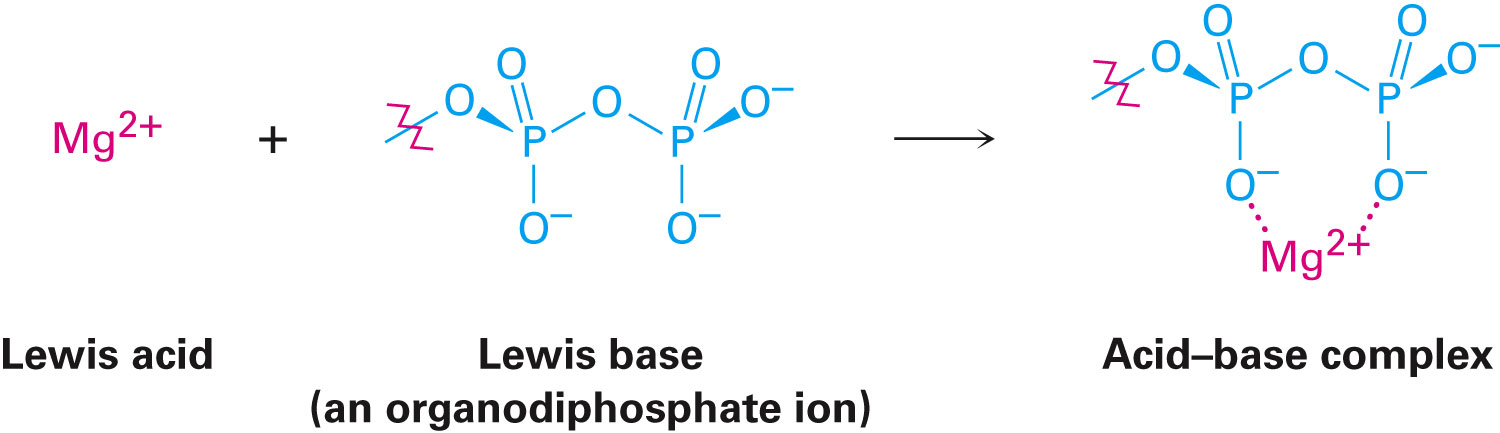 Mg2+ + O O P O O− O P O O− O− ⟶ O O P O O− O P O O− O− Mg2+
Lewis acid Lewis base Acid–base complex
(an organodiphosphate ion)